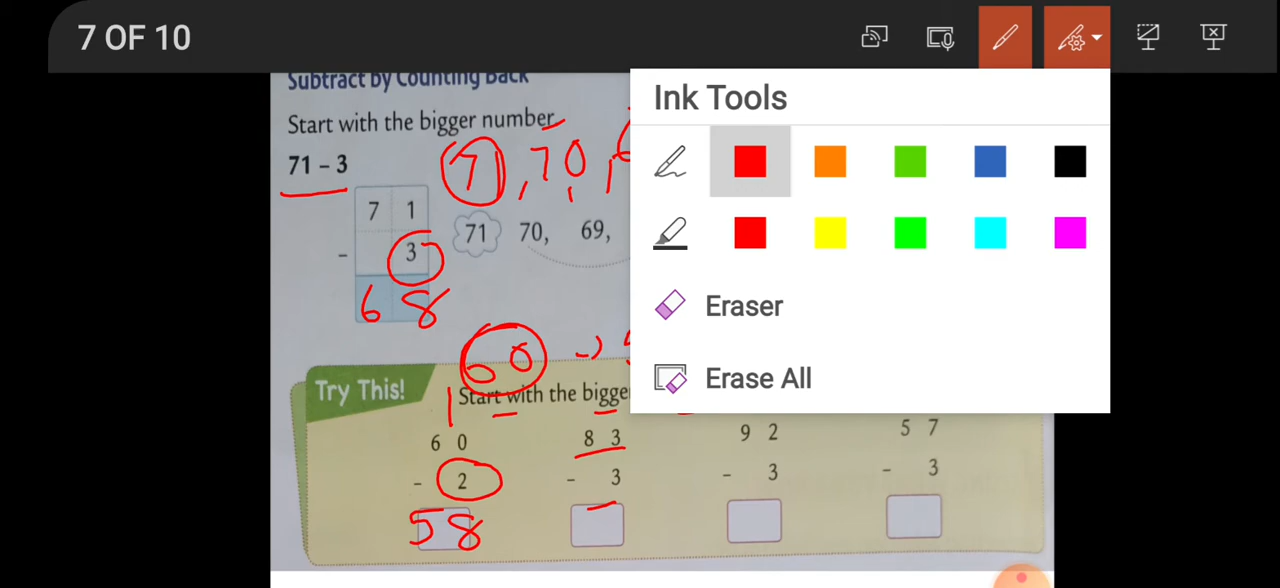 7 OF 10
Ink Tools
Eraser
Erase All
Subtract by Counting Back
Start with the bigger number
71 - 3
71, 70,
7 1
- 3
6 8
71 70, 69,
60
Try This!
Start with the bigge
6 0
- 2
58
8 3
- 3
9 2
- 3
5 7
- 3